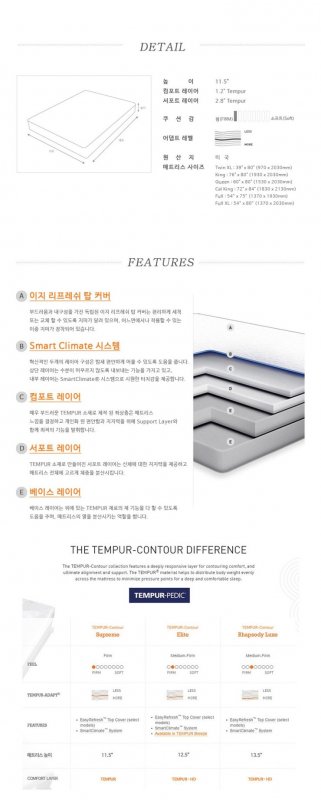 DETAIL
높 이 11.5"
컴포트 레이어 1.2" Tempur
서포트 레이어 2.8" Tempur
쿠 션 감 펌(FIRM) 소프트(Soft)
어댑트 레벨 LESS
MORE
원 산 지 미 국
매트리스 사이즈 Twin XL : 39" x 80" (970 x 2030mm)
King : 76" x 80" (1930 x 2030mm)
Queen : 60" x 80" (1530 x 2030mm)
Cal King : 72" x 84" (1830 x 2130mm)
Full : 54" x 75" (1370 x 1930mm)
Full XL : 54" x 80" (1370 x 2030mm)
FEATURES
A 이지 리프레쉬 탑 커버
부드러움과 내구성을 가진 독립성 이지 리프레쉬 탑 커버는 분리하게 세척
또는 교체 할 수 있도록 지퍼가 달려 있으며, 어느면에서나 적용할 수 있는
이중 지퍼가 장착되어 있습니다.
B Smart Climate 시스템
혁신적인 두개의 레이어 구성은 밤새 편안하게 머물 수 있도록 도움을 줍니다.
상단 레이어는 수분이 머무르지 않도록 내보내는 기능을 가지고 있고,
내부 레이어는 SmartClimate® 시스템으로 시원한 터치감을 제공합니다.
C 컴포트 레이어
매우 부드러운 TEMPUR 소재로 제작 된 최상층은 매트리스
느낌을 결정하고 개인화 된 편안함과 지지력을 위해 Support Layer와
함께 최적의 기능을 발휘합니다.
D 서포트 레이어
TEMPUR 소재로 만들어진 서포트 레이어는 신체에 대한 지지력을 제공하고
매트리스 전체에 고르게 체중을 분산시킵니다.
E 베이스 레이어
베이스 레이어는 위에 있는 TEMPUR 재료의 제 기능을 다 할 수 있도록
도움을 주며, 매트리스의 열을 분산시키는 역할을 합니다.
A
B
C
D
E
THE TEMPUR-CONTOUR DIFFERENCE
The TEMPUR-Contour collection features a deeply responsive layer for contouring comfort, and
ultimate alignment and support. The TEMPUR® material helps to distribute body weight evenly
across the mattress to minimize pressure points for a deep and comfortable sleep.
TEMPUR-PEDIC
TEMPUR-Contour TEMPUR-Contour TEMPUR-Contour
Supreme Elite Rhapsody Luxe
FEEL Firm Medium-Firm Medium-Firm
FIRM SOFT FIRM SOFT FIRM SOFT
TEMPUR-ADAPT® LESS LESS LESS
MORE MORE MORE
FEATURES • EasyRefresh™ Top Cover (select models) • EasyRefresh™ Top Cover (select models) • EasyRefresh™ Top Cover (select models)
• SmartClimate™ System • SmartClimate™ System • SmartClimate™ System
• Available in TEMPUR Breeze
매트리스 높이 11.5" 12.5" 13.5"
COMFORT LAYER TEMPUR TEMPUR- HD TEMPUR- HD